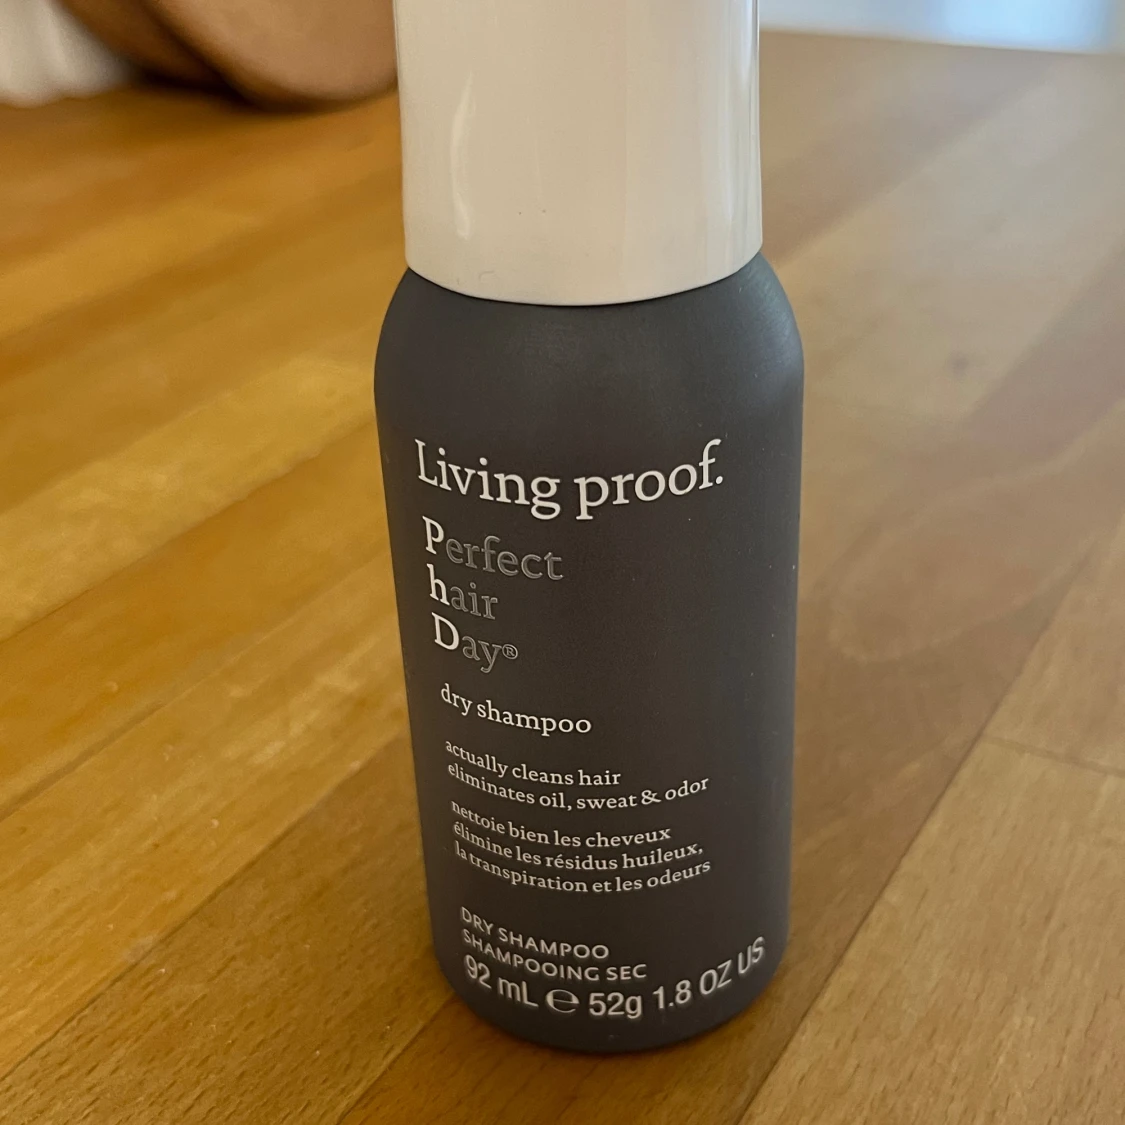 Living proof.
Perfect
hair
Day®
dry shampoo
actually cleans hair
eliminates oil, sweat & odor
nettoie bien les cheveux
élimine les résidus huileux,
la transpiration et les odeurs
DRY SHAMPOO
SHAMPOOING SEC
92 mL ℮ 52g 1.8 OZ US